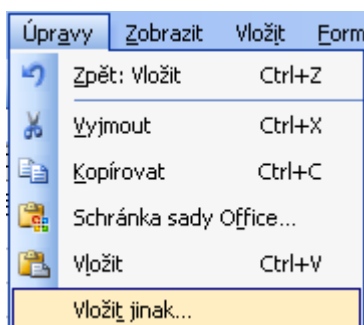 Úpravy Zobrazit Vložit Form
Zpět: Vložit Ctrl+Z
Vyjmout Ctrl+X
Kopírovat Ctrl+C
Schránka sady Office...
Vložit Ctrl+V
Vložit jinak...